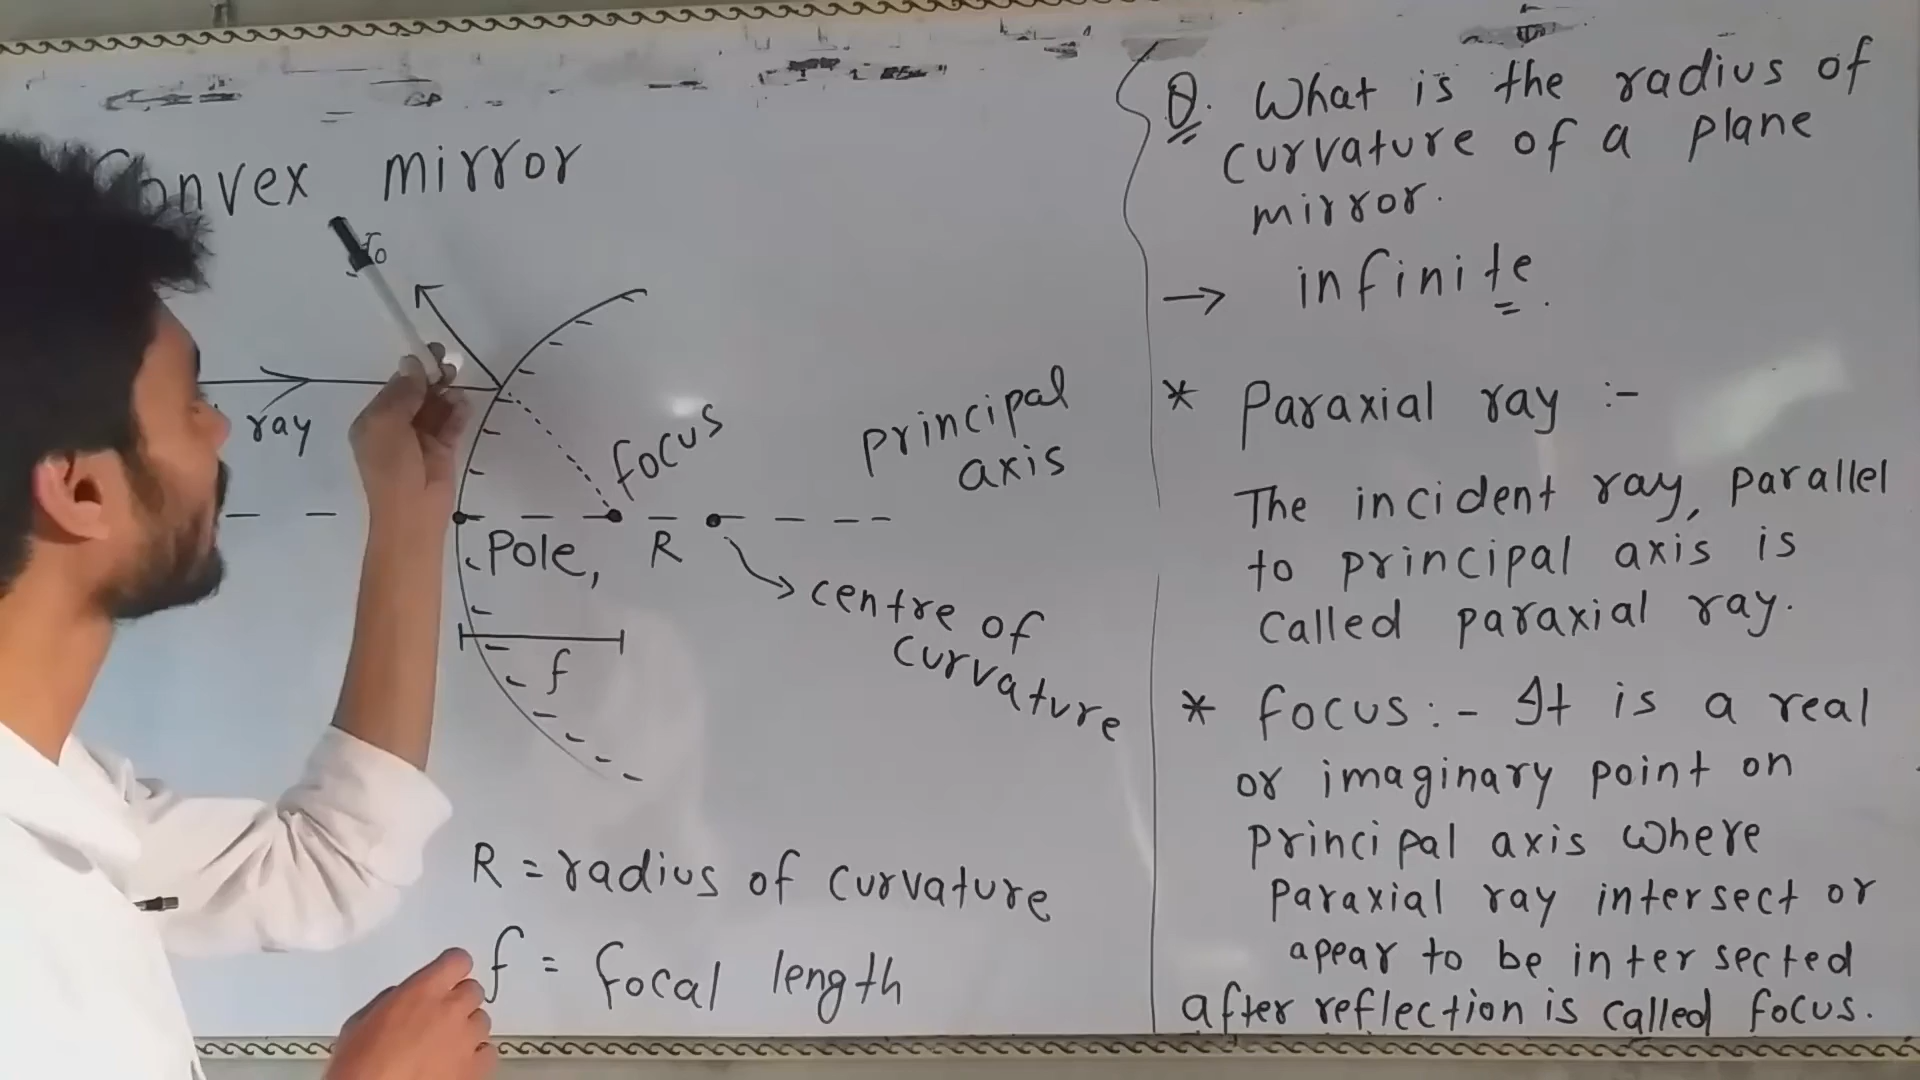 Convex mirror
ray
focus
principal
axis
Pole,
R
centre of
curvature
f
R = radius of curvature
f = focal length
Q. What is the radius of
curvature of a plane
mirror.
→ infinite.
* Paraxial ray :-
The incident ray, parallel
to principal axis is
called paraxial ray.
* focus :- It is a real
or imaginary point on
principal axis where
paraxial ray intersect or
apear to be intersected
after reflection is called focus.